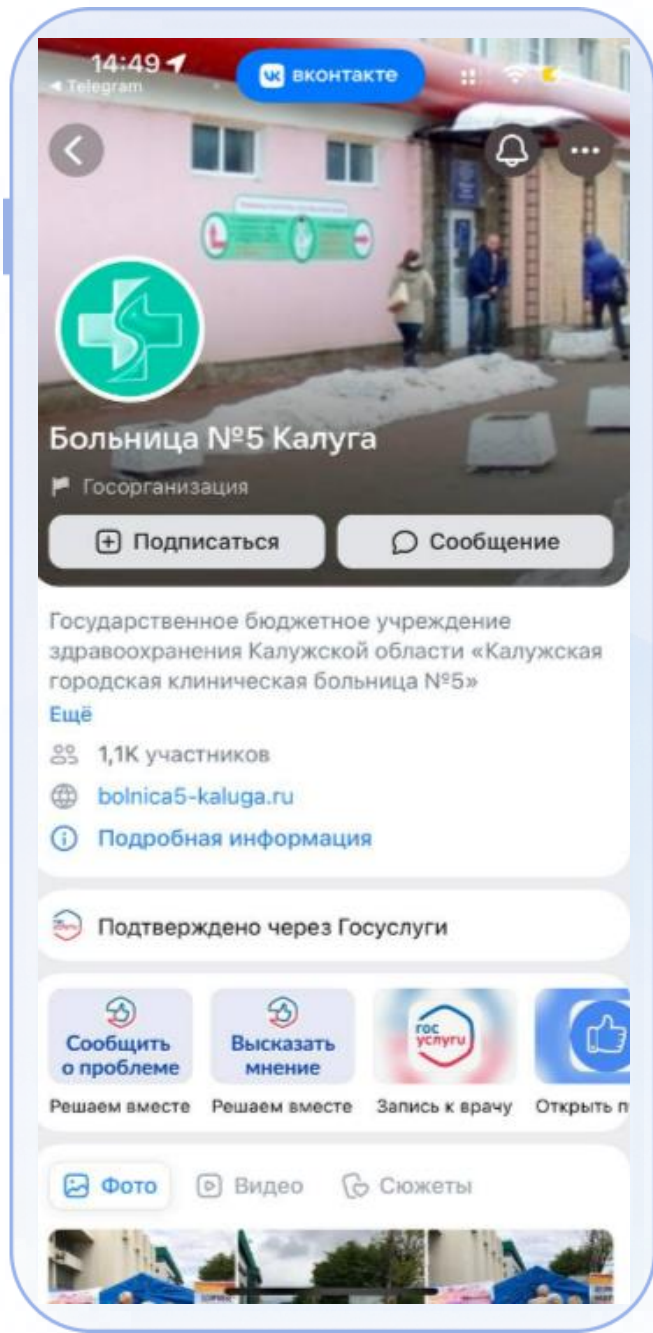 14:49
◄ Telegram
вконтакте
Больница №5 Калуга
Госорганизация
Подписаться
Сообщение
Государственное бюджетное учреждение
здравоохранения Калужской области «Калужская
городская клиническая больница №5»
Ещё
1,1K участников
bolnica5-kaluga.ru
Подробная информация
Подтверждено через Госуслуги
Сообщить
о проблеме
Решаем вместе
Высказать
мнение
Решаем вместе
гос
услуги
Запись к врачу
Открыть
Фото
Видео
Сюжеты